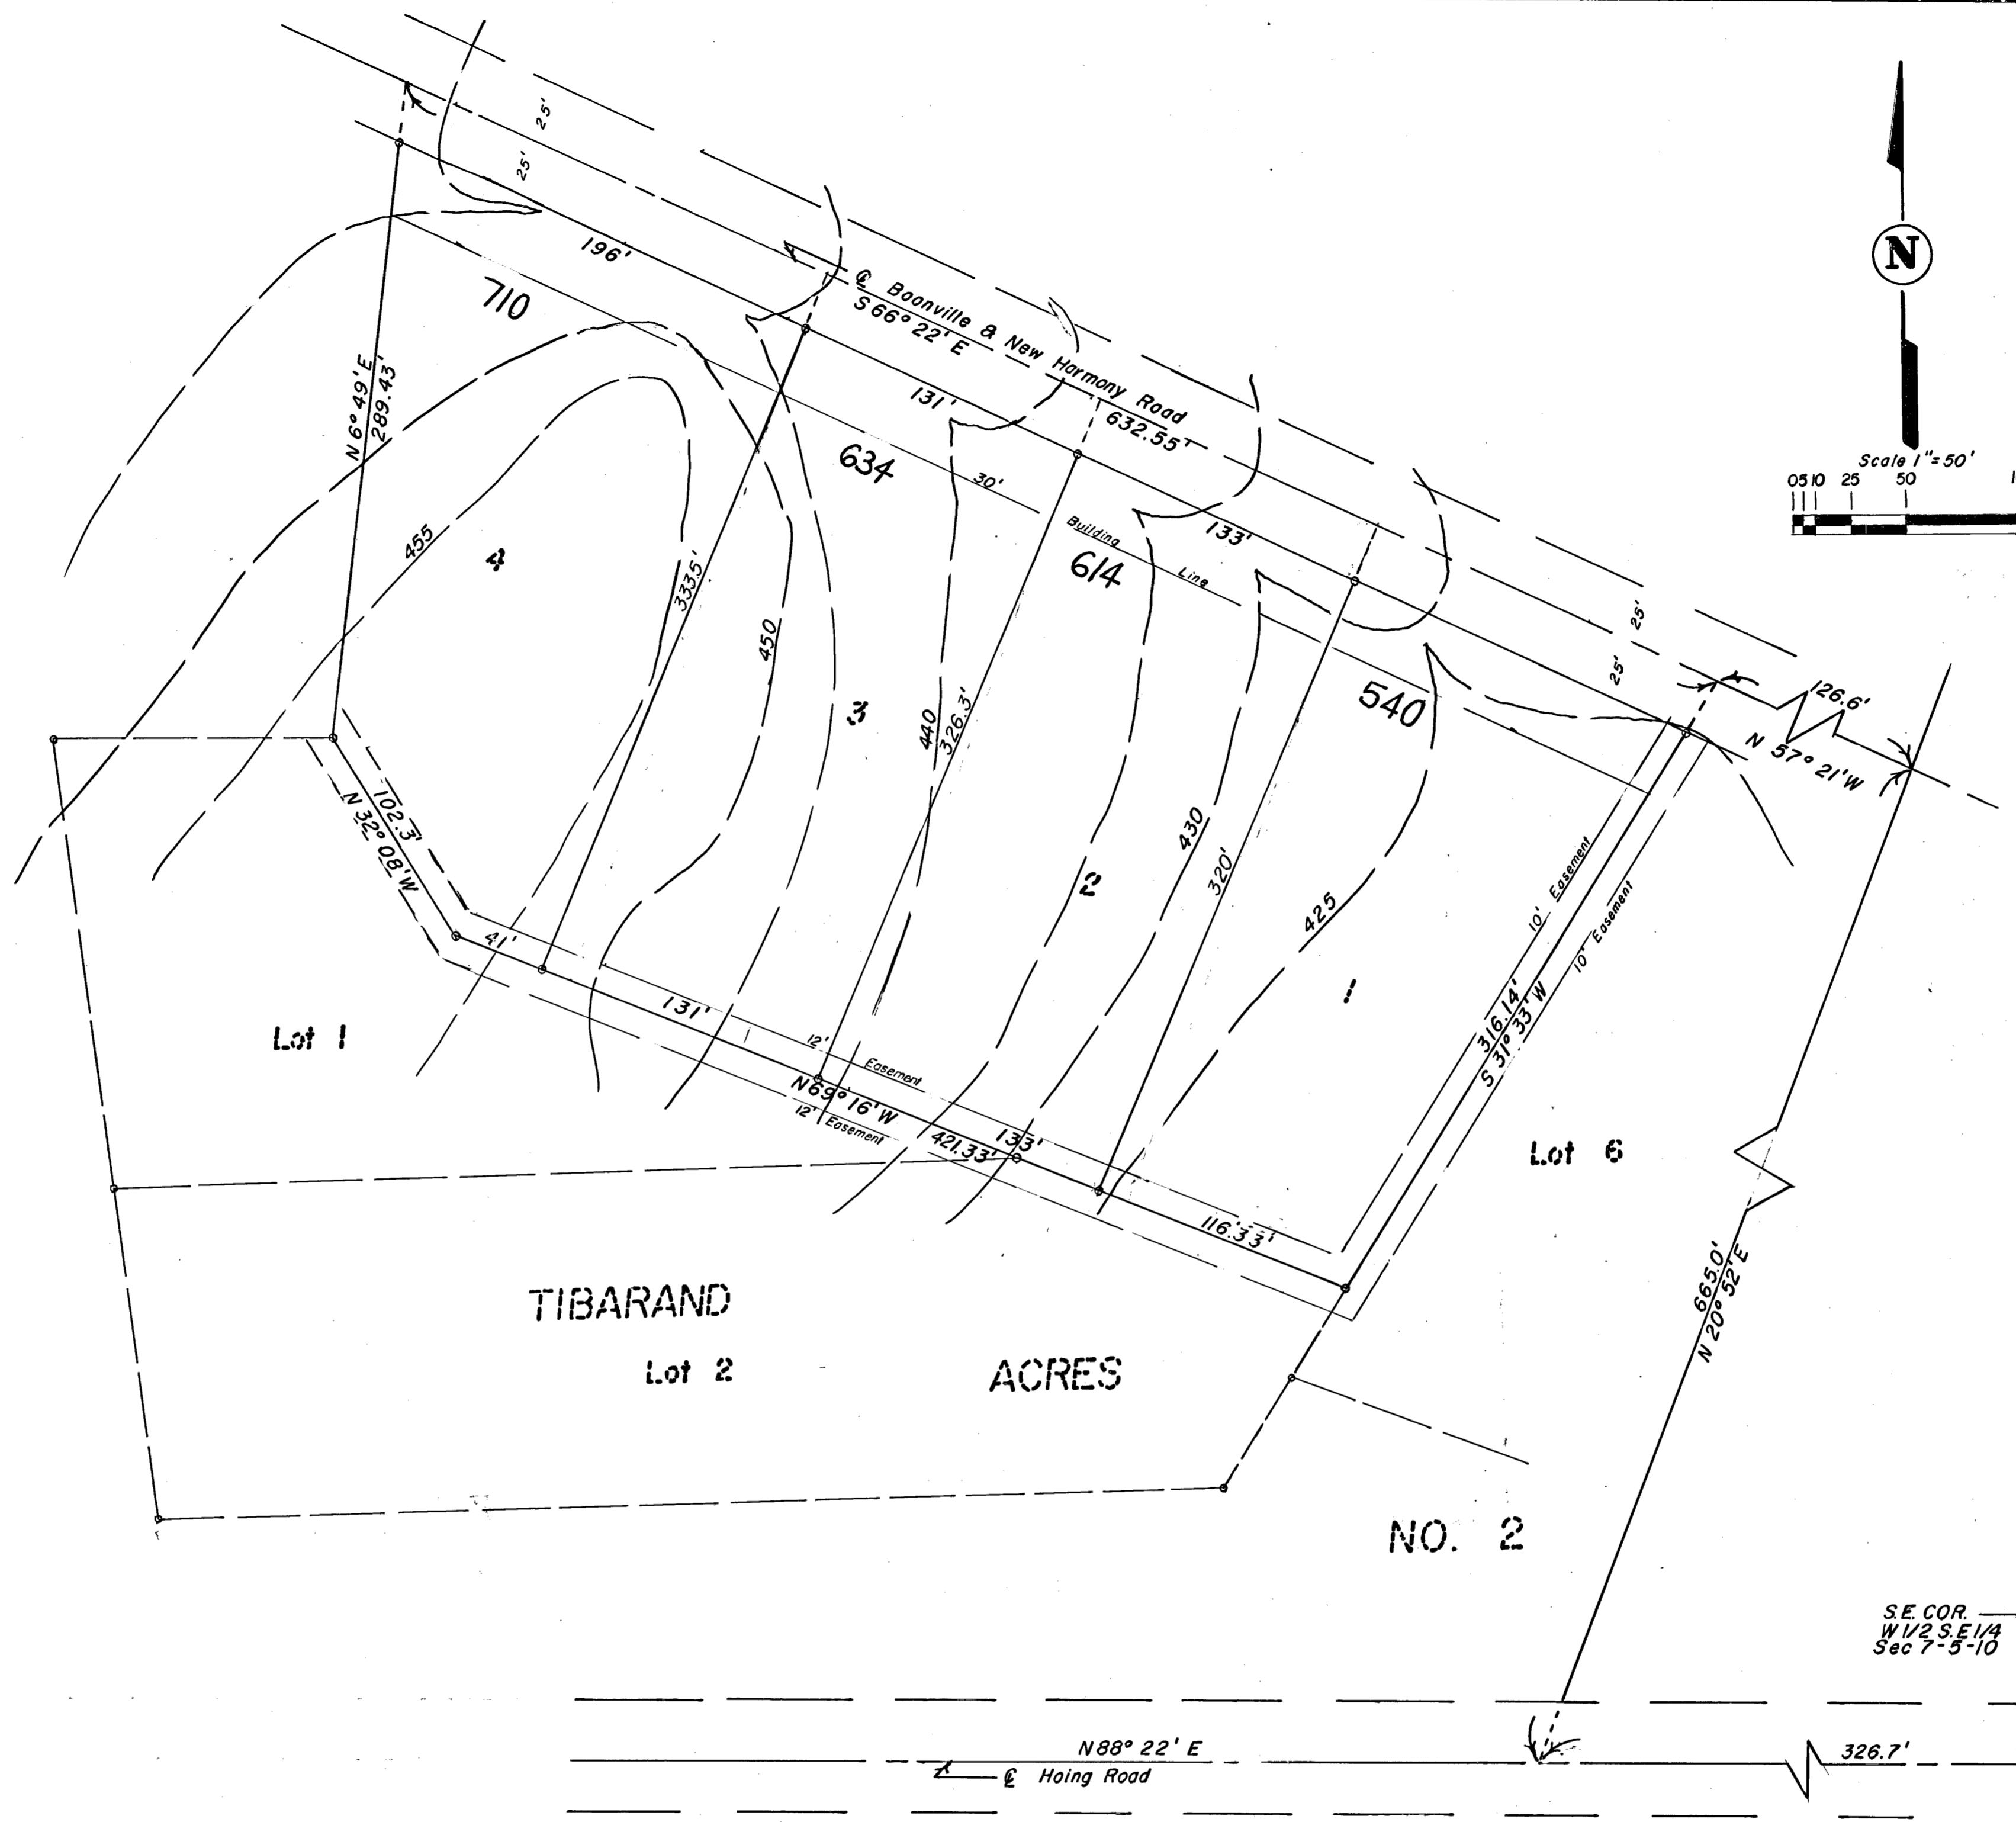 25'
25'
196'
710
℄ Boonville & New Harmony Road
S 66° 22' E
632.55'
N
Scale 1"=50'
0 5 10 25 50
N 6° 49' E
289.43'
131'
634
30'
Building Line
133'
614
455
4
333.5'
450
3
440
326.3'
540
25'
25'
126.6'
N 57° 21' W
102.3'
N 32° 08' W
430
2
320'
425
10' Easement
10' Easement
1
316.14'
S 31° 33' W
41'
131'
12' Easement
N 69° 16' W
421.33'
12' Easement
133'
116.33'
Lot 1
Lot 6
665.0'
N 20° 52' E
TIBARAND
Lot 2
ACRES
NO. 2
S.E. COR.
W 1/2 S.E 1/4
Sec 7-5-10
N 88° 22' E
326.7'
℄ Hoing Road